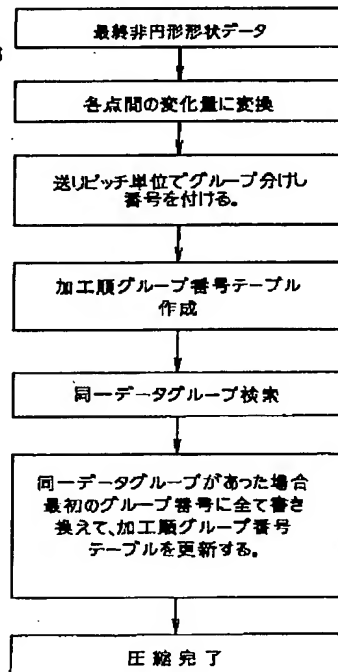 最終非円形形状データ
各点間の変化量に変換
送りピッチ単位でグループ分けし
番号を付ける。
加工順グループ番号テーブル
作成
同一データグループ検索
同一データグループがあった場合
最初のグループ番号に全て書き
換えて、加工順グループ番号
テーブルを更新する。
圧縮完了